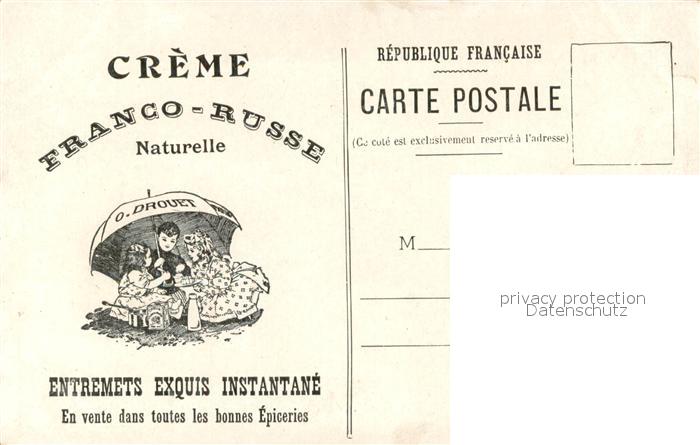 CRÈME
FRANCO-RUSSE
Naturelle
O. DROUET
ENTREMETS EXQUIS INSTANTANÉ
En vente dans toutes les bonnes Épiceries
RÉPUBLIQUE FRANÇAISE
CARTE POSTALE
(Ce coté est exclusivement reservé à l'adresse)
M
privacy protection
Datenschutz